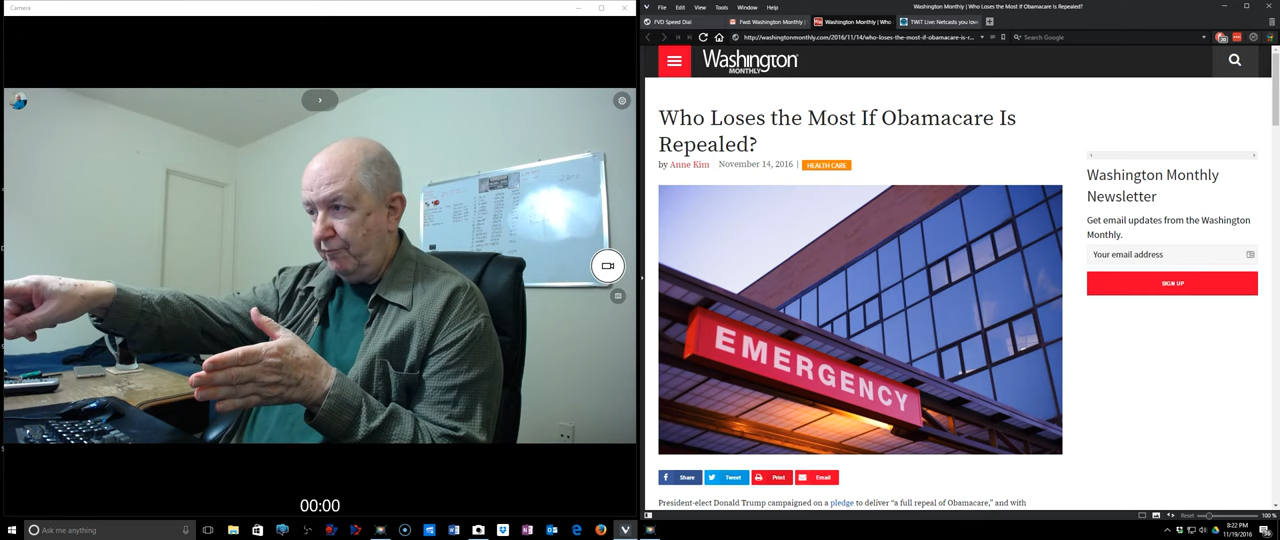 Camera
00:00
File
Edit
View
Tools
Window
Help
Washington Monthly | Who Loses the Most If Obamacare Is Repealed?
FVD Speed Dial
Fwd: Washington Monthly |
Washington Monthly | Who
TWiT Live: Netcasts you lov
http://washingtonmonthly.com/2016/11/14/who-loses-the-most-if-obamacare-is-r...
Search Google
Washington
MONTHLY
Who Loses the Most If Obamacare Is
Repealed?
by Anne Kim November 14, 2016 | HEALTH CARE
EMERGENCY
Share
Tweet
Print
Email
President-elect Donald Trump campaigned on a pledge to deliver “a full repeal of Obamacare,” and with
Washington Monthly
Newsletter
Get email updates from the Washington
Monthly.
Your email address
SIGN UP
Reset
100 %
Ask me anything
8:22 PM
11/19/2016